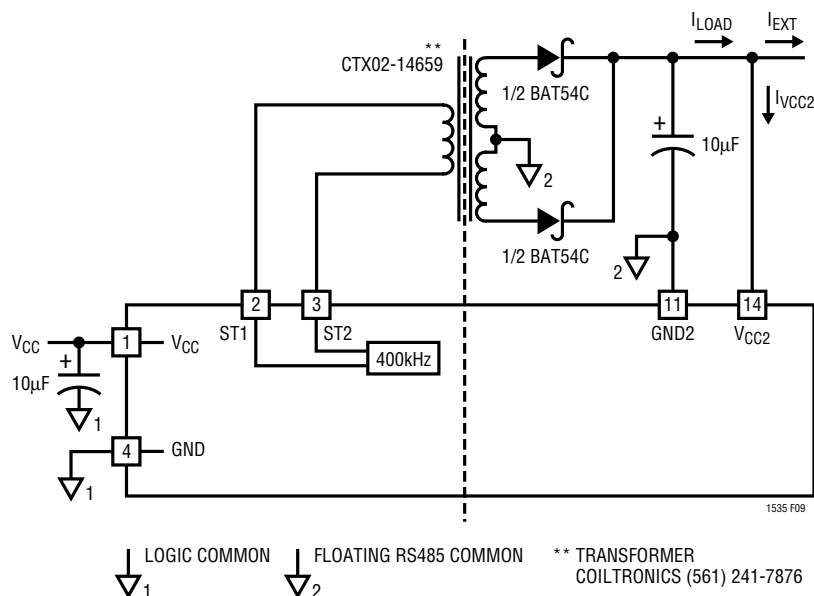 I_LOAD
I_EXT
**
CTX02-14659
1/2 BAT54C
I_VCC2
+
10μF
2
1/2 BAT54C
2
2
3
11
14
ST1
ST2
GND2
V_CC2
V_CC
1
V_CC
400kHz
+
10μF
1
4
GND
1
1535 F09
LOGIC COMMON
1
FLOATING RS485 COMMON
2
** TRANSFORMER
COILTRONICS (561) 241-7876